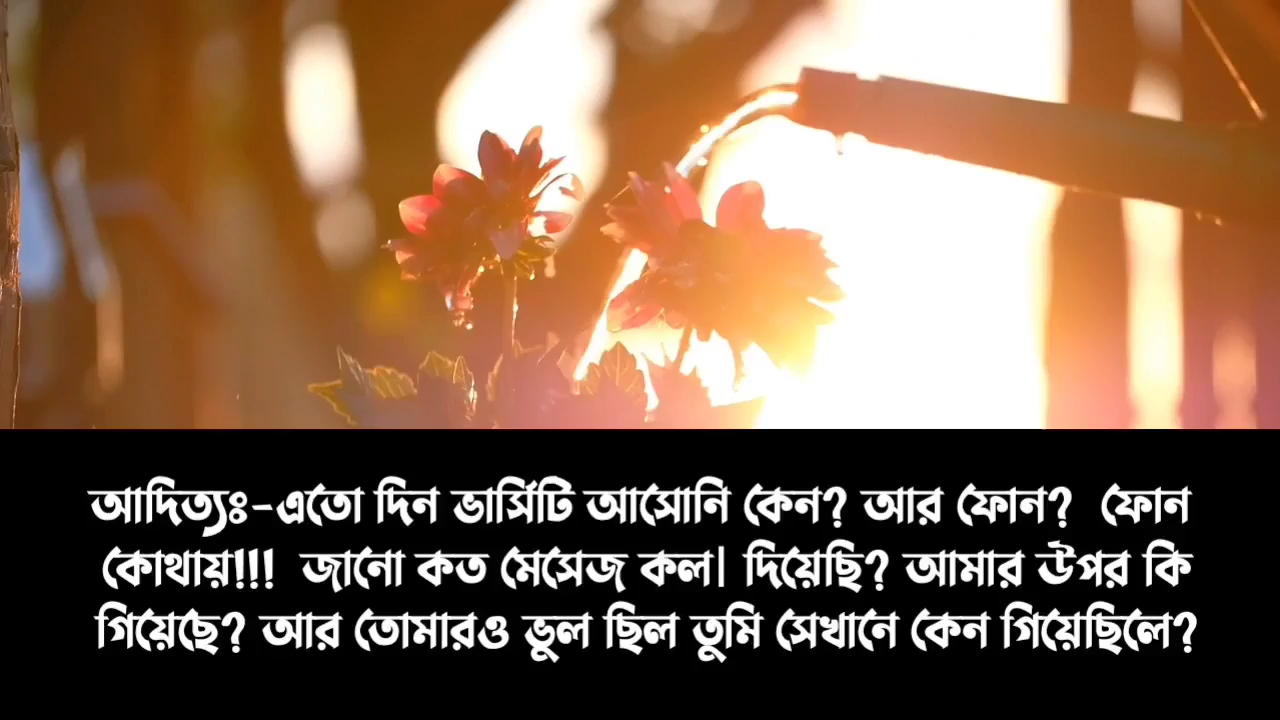 আদিত্যঃ-এতো দিন ভার্সিটি আসোনি কেন? আর ফোন? ফোন
কোথায়!!! জানো কত মেসেজ কল| দিয়েছি? আমার উপর কি
গিয়েছে? আর তোমারও ভুল ছিল তুমি সেখানে কেন গিয়েছিলে?